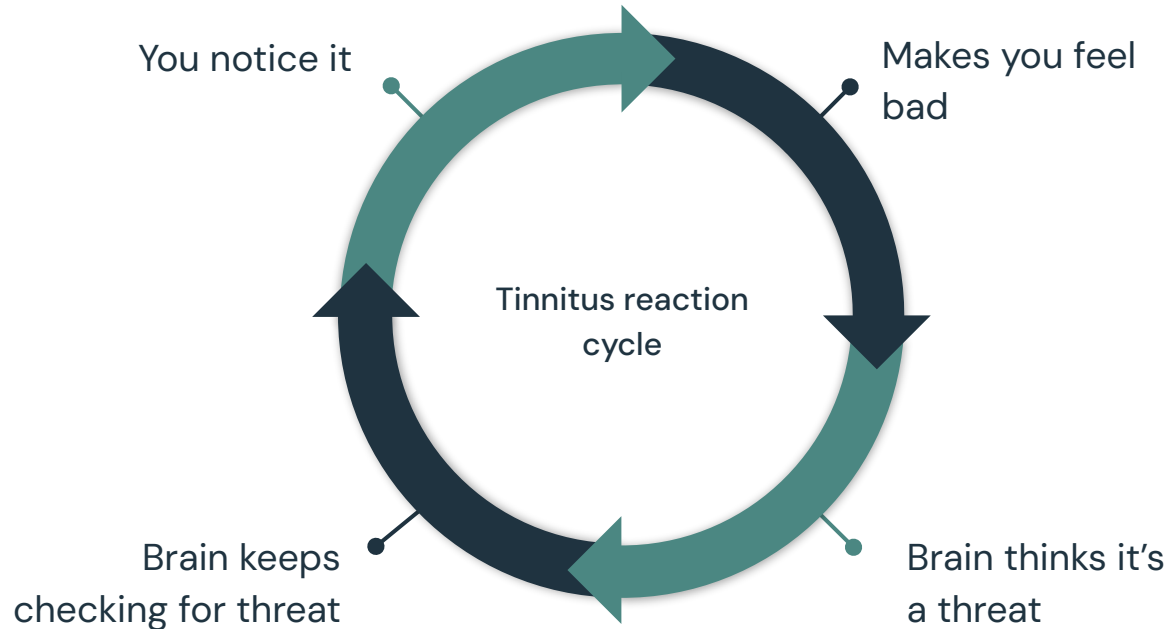 You notice it
Makes you feel
bad
Tinnitus reaction
cycle
Brain keeps
checking for threat
Brain thinks it’s
a threat